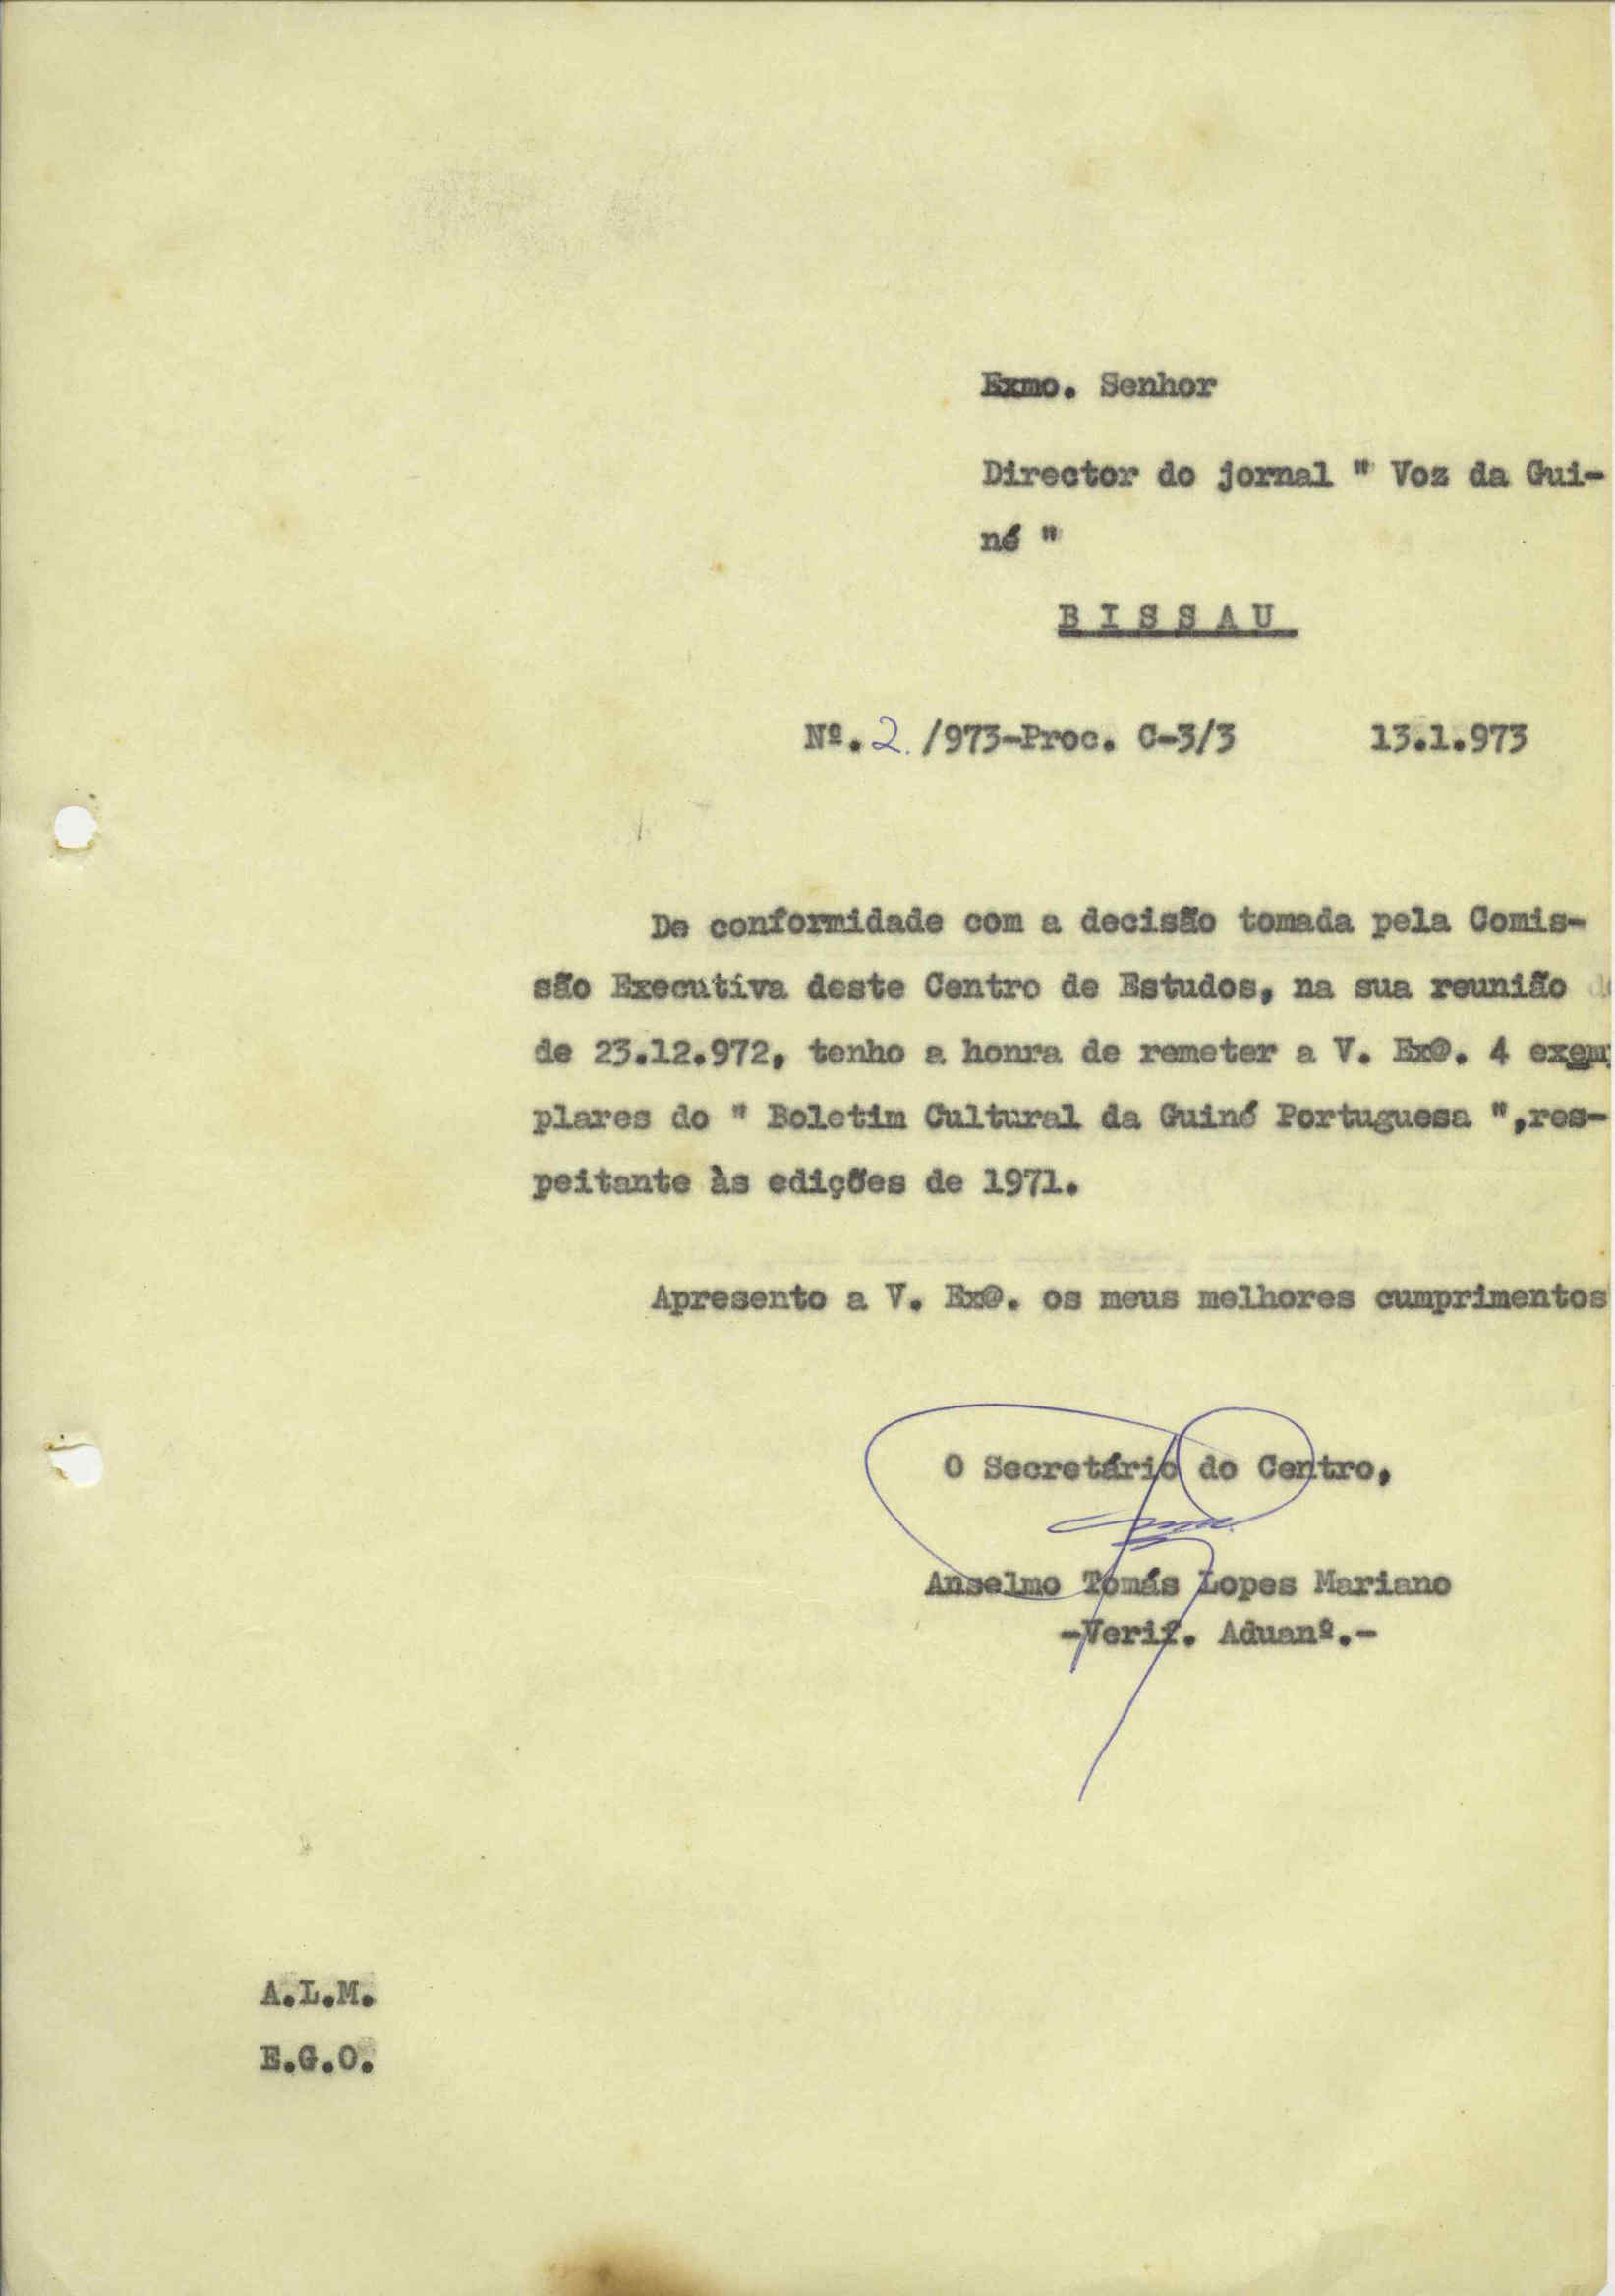 Exmo. Senhor
Director do jornal " Voz da Gui-
né "
B I S S A U
Nº. 2. /973-Proc. C-3/3 13.1.973
De conformidade com a decisão tomada pela Comis-
são Executiva deste Centro de Estudos, na sua reunião
de 23.12.972, tenho a honra de remeter a V. Ex@. 4 exem
plares do " Boletim Cultural da Guiné Portuguesa ",res-
peitante às edições de 1971.
Apresento a V. Ex@. os meus melhores cumprimentos
O Secretário do Centro,
Anselmo Tomás Lopes Mariano
-Verif. Aduanº.-
A.L.M.
E.G.O.